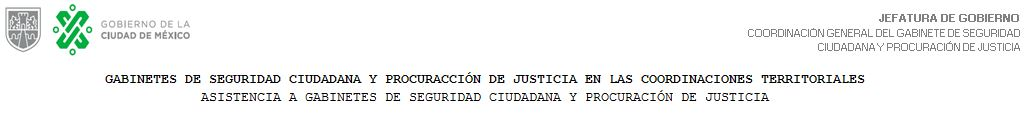 GOBIERNO DE LA
CIUDAD DE MÉXICO
JEFATURA DE GOBIERNO
COORDINACIÓN GENERAL DEL GABINETE DE SEGURIDAD
CIUDADANA Y PROCURACIÓN DE JUSTICIA
GABINETES DE SEGURIDAD CIUDADANA Y PROCURACCIÓN DE JUSTICIA EN LAS COORDINACIONES TERRITORIALES
ASISTENCIA A GABINETES DE SEGURIDAD CIUDADANA Y PROCURACIÓN DE JUSTICIA